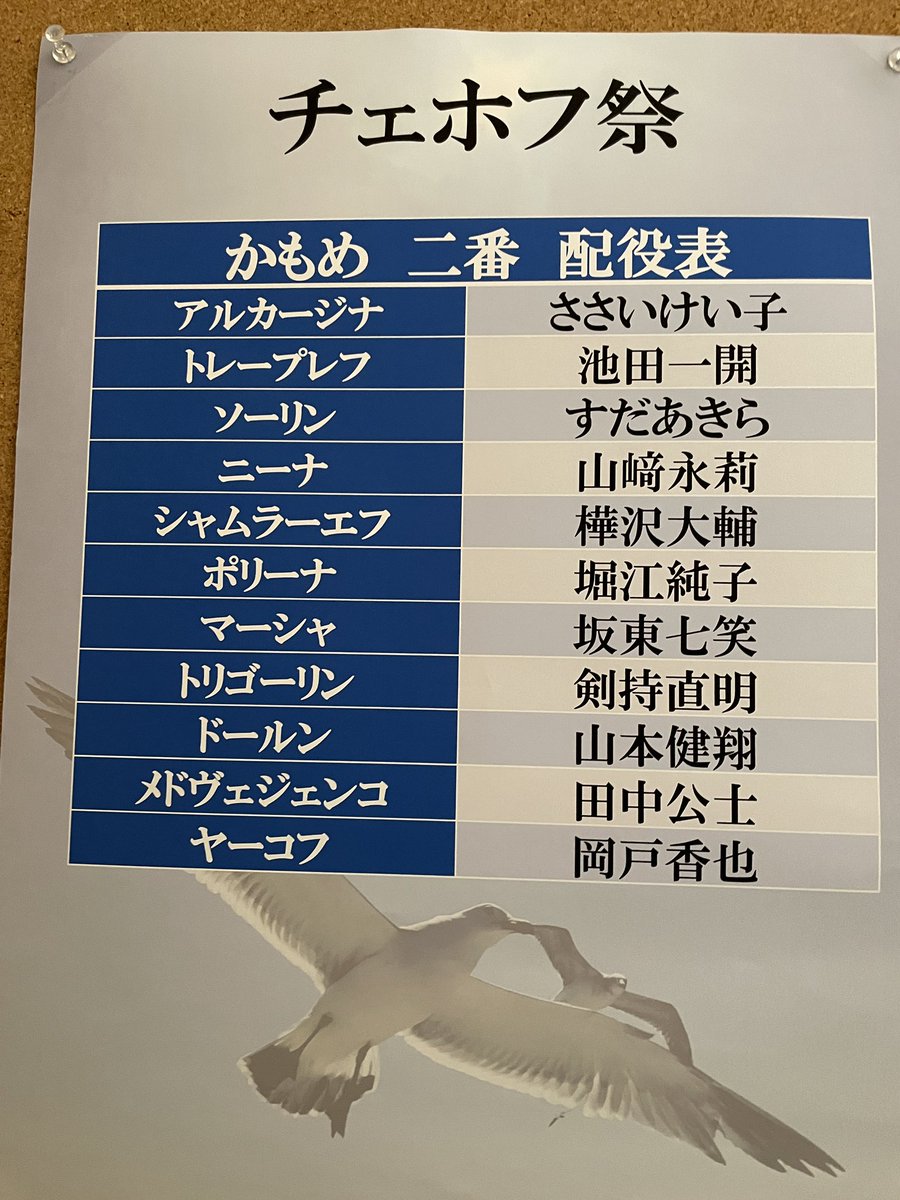 チェホフ祭
かもめ 二番 配役表
アルカージナ ささいけい子
トレープレフ 池田一開
ソーリン すだあきら
ニーナ 山﨑永莉
シャムラーエフ 樺沢大輔
ポリーナ 堀江純子
マーシャ 坂東七笑
トリゴーリン 剣持直明
ドールン 山本健翔
メドヴェジェンコ 田中公士
ヤーコフ 岡戸香也